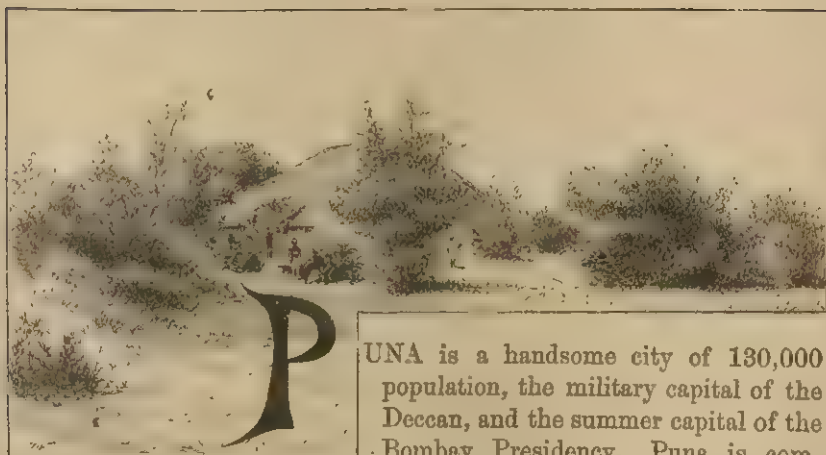 PUNA is a handsome city of 130,000
population, the military capital of the
Deccan, and the summer capital of the
Bombay Presidency. Puna is com-